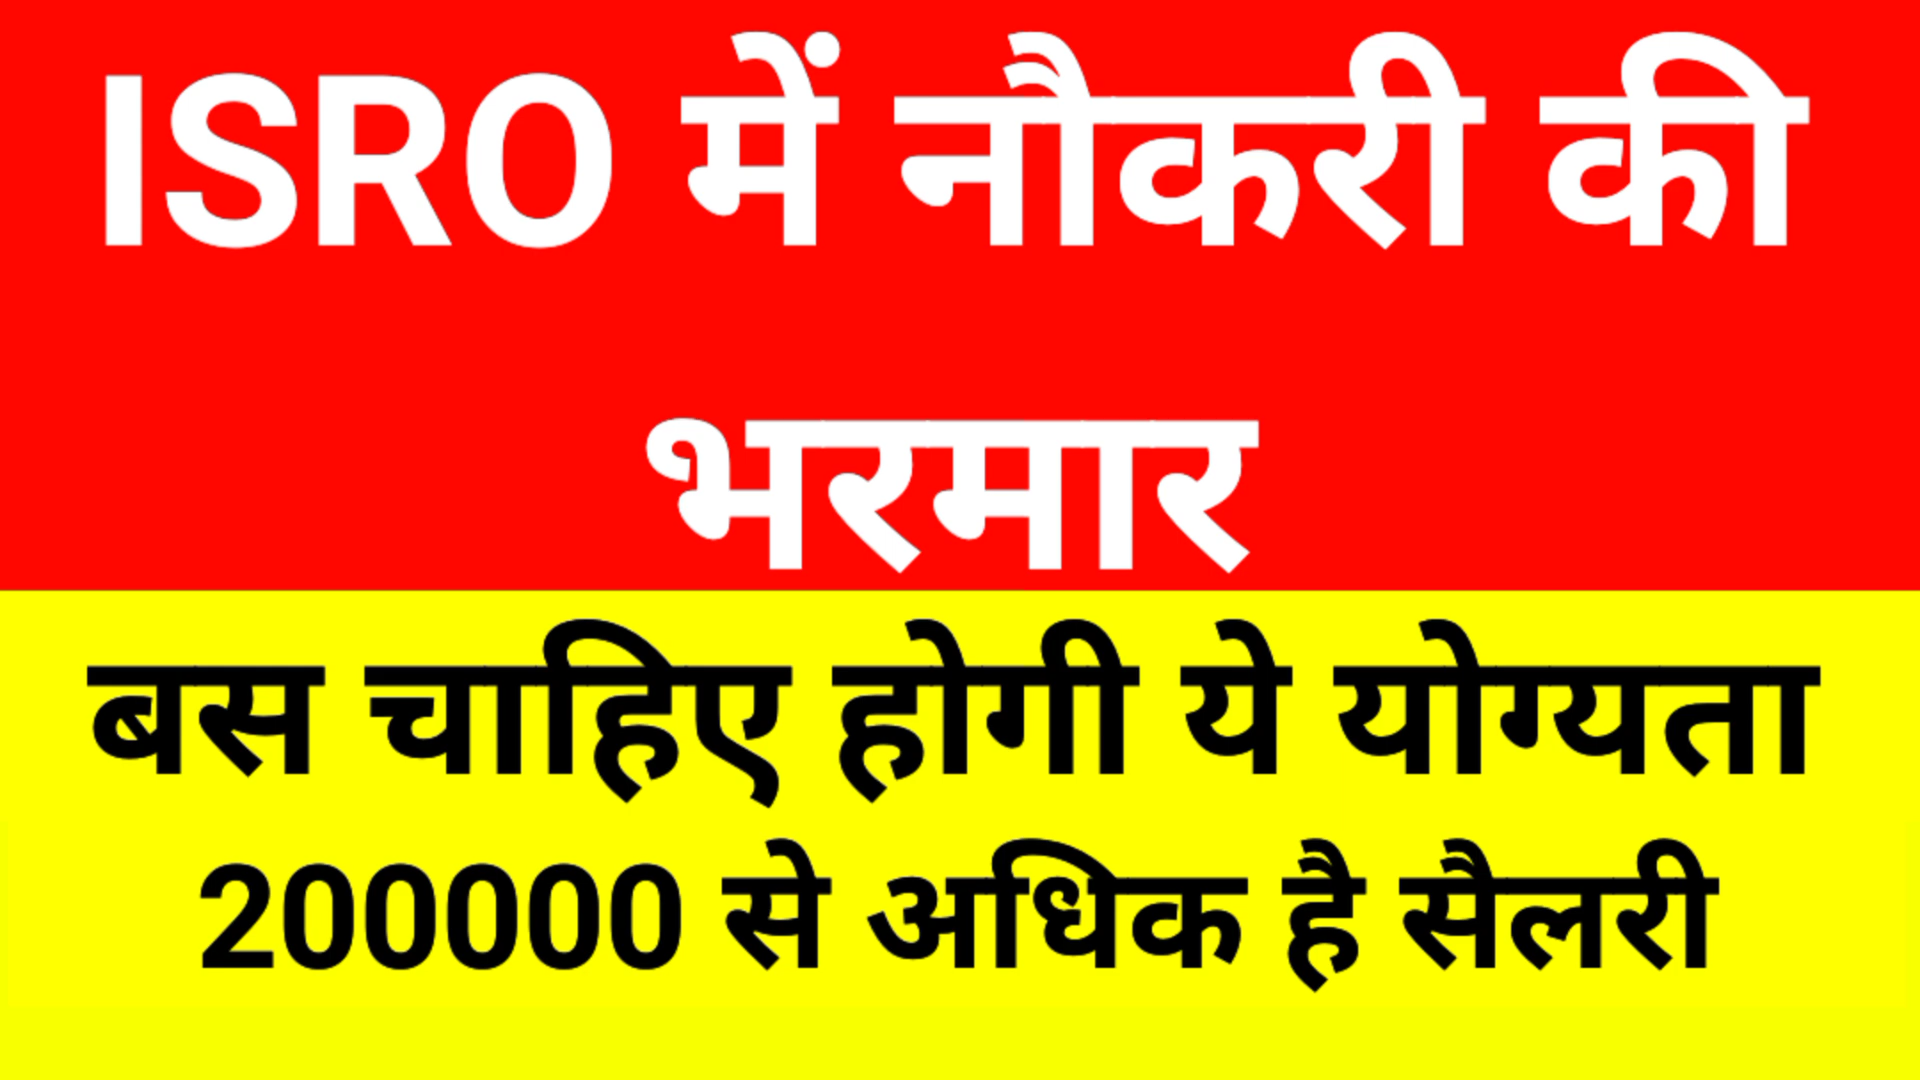 ISRO में नौकरी की
भरमार
बस चाहिए होगी ये योग्यता
200000 से अधिक है सैलरी